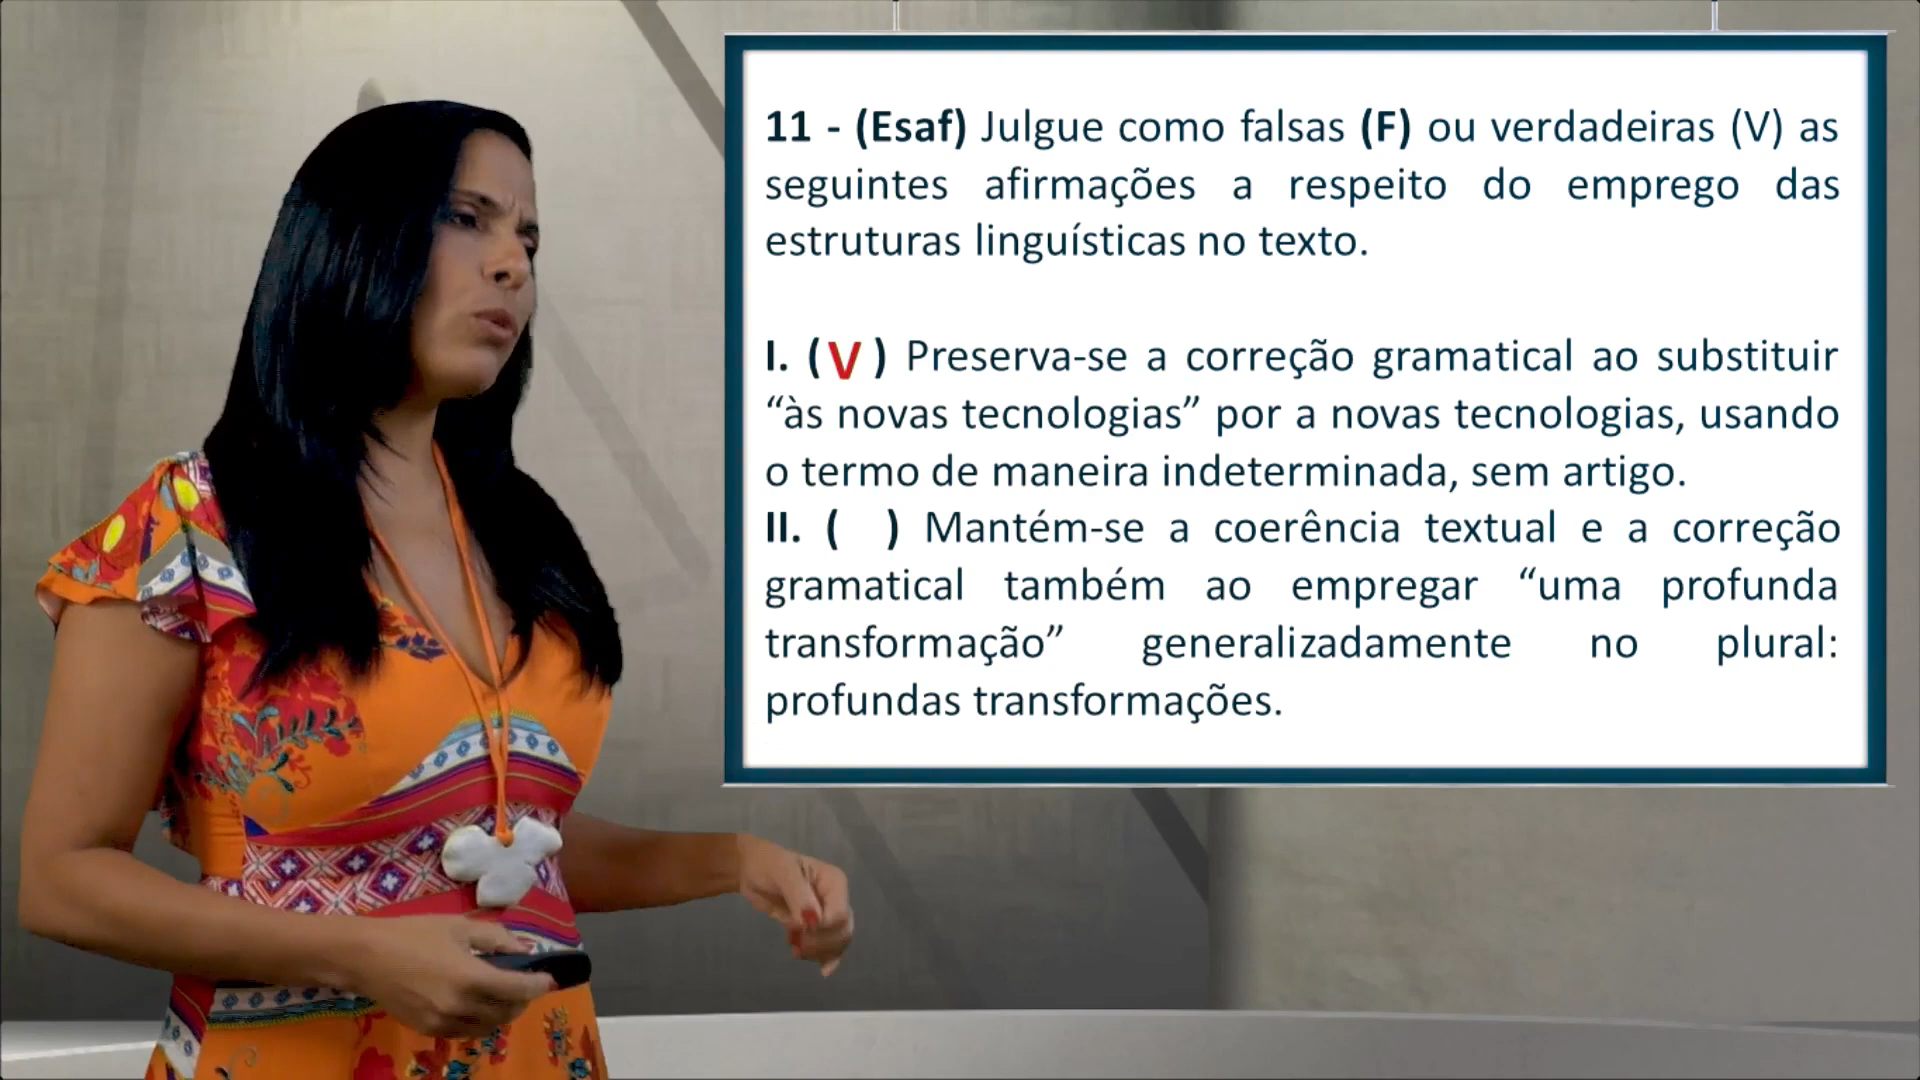 11 - (Esaf) Julgue como falsas (F) ou verdadeiras (V) as
seguintes afirmações a respeito do emprego das
estruturas linguísticas no texto.
I. (V) Preserva-se a correção gramatical ao substituir
“às novas tecnologias” por a novas tecnologias, usando
o termo de maneira indeterminada, sem artigo.
II. ( ) Mantém-se a coerência textual e a correção
gramatical também ao empregar “uma profunda
transformação” generalizadamente no plural:
profundas transformações.